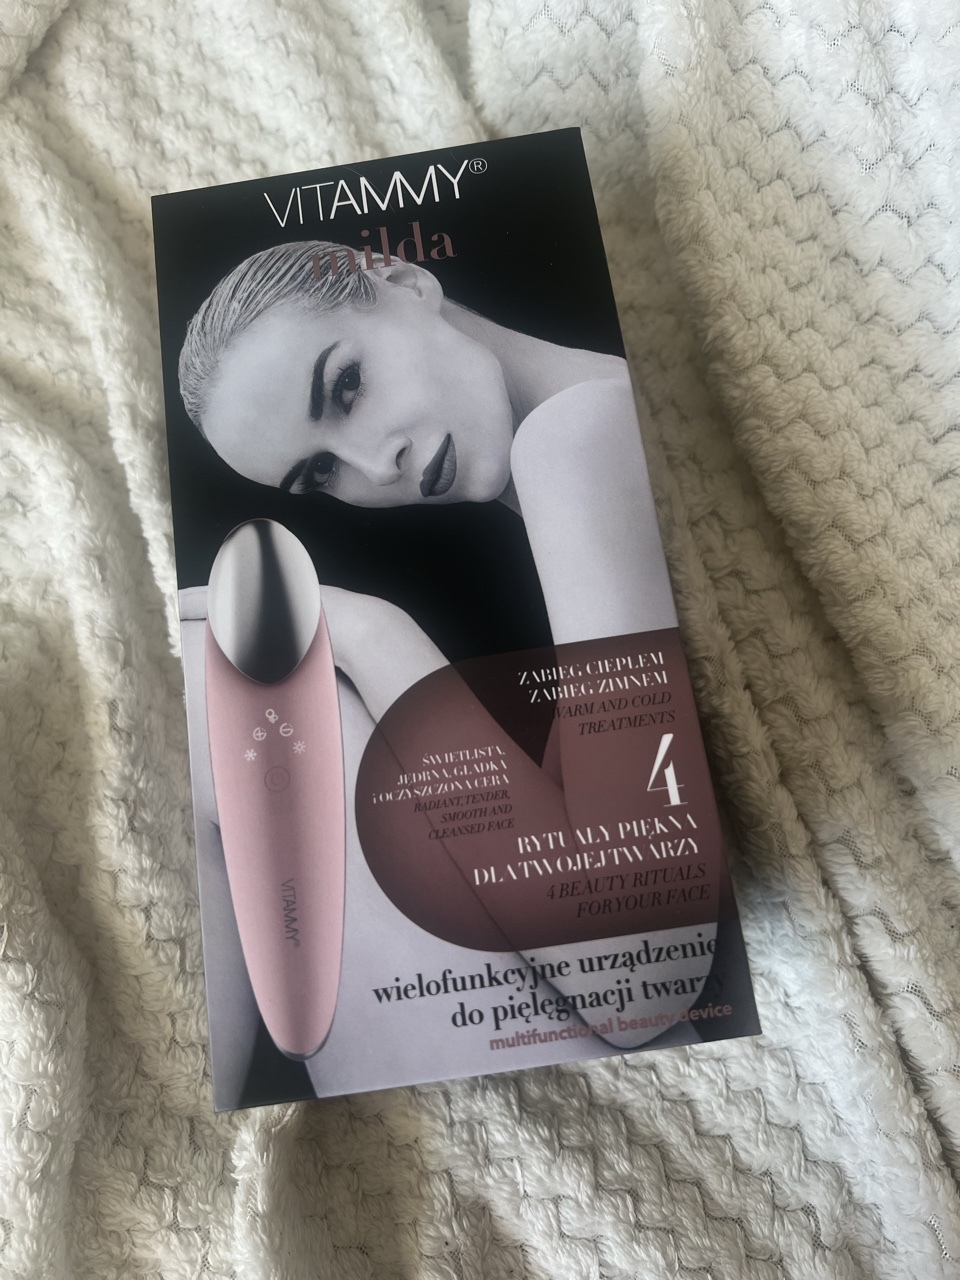 VITAMMY®
milda
ZABIEG CIEPŁEM
ZABIEG ZIMNEM
WARM AND COLD
TREATMENTS
ŚWIETLISTA,
JĘDRNA, GŁADKA
i OCZYSZCZONA CERA
RADIANT, TENDER,
SMOOTH AND
CLEANSED FACE
4
RYTUAŁY PIĘKNA
DLA TWOJEJ TWARZY
4 BEAUTY RITUALS
FOR YOUR FACE
VITAMMY®
wielofunkcyjne urządzenie
do pielęgnacji twarzy
multifunctional beauty device